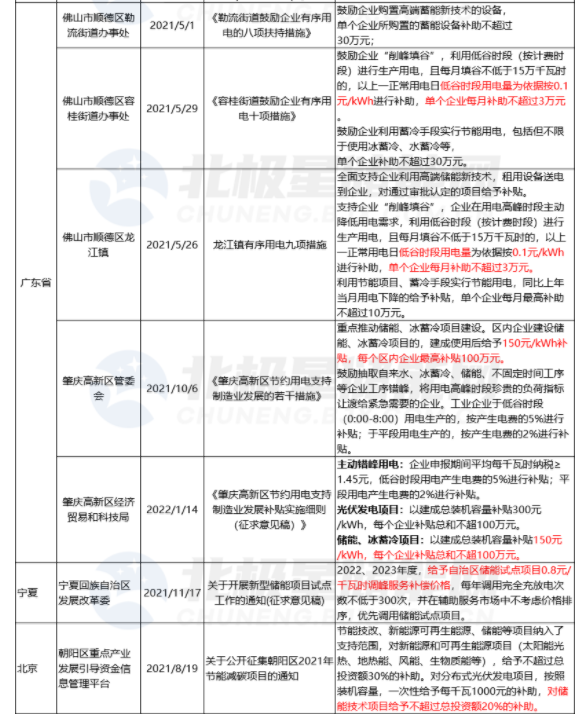 广东省
佛山市顺德区勒
流街道办事处
2021/5/1
《勒流街道鼓励企业有序用
电的八项扶持措施》
鼓励企业购置高端蓄能新技术的设备,
单个企业所购置的蓄能设备补助不超过
30万元；
佛山市顺德区容
桂街道办事处
2021/5/29
《容桂街道鼓励企业有序用
电十项措施》
鼓励企业“削峰填谷”，利用低谷时段（按计费时
段）进行生产用电，且每月填谷不低于15万千瓦时
的，以上一正常用电日低谷时段用电量为依据按0.1
元/kWh进行补助，单个企业每月补助不超过3万元
。
鼓励企业利用蓄冷手段实行节能用电，包括但不限
于使用冰蓄冷、水蓄冷等，
单个企业补助不超过30万元。
佛山市顺德区龙
江镇
2021/5/26
龙江镇有序用电九项措施
全面支持企业利用高端储能新技术，租用设备送电
到企业，对通过审批认定的项目给予补贴。
支持企业“削峰填谷”，企业在用电高峰时段主动
降低用电需求，利用低谷时段（按计费时段）进行
生产用电，且每月填谷不低于15万千瓦时的，以上
一正常用电日低谷时段用电量为依据按0.1元/kWh
进行补助，单个企业每月补助不超过3万元。
利用节能项目、蓄冷手段实行节能用电，同比上年
当月用电下降的给予补贴，单个企业每月最高补助
不超过10万元。
肇庆高新区管委
会
2021/10/6
《肇庆高新区节约用电支持
制造业发展的若干措施》
重点推动储能、冰蓄冷项目建设。区内企业建设储
能、冰蓄冷项目的，建成使用后给予150元/kWh补
贴，每个区内企业最高补贴100万元。
鼓励抽取自来水、冰蓄冷、储能、不固定时间工序
等企业工序错峰，将用电高峰时段珍贵的负荷指标
让渡给紧急需要的企业。工业企业于低谷时段
（0:00-8:00）用电生产的，按产生电费的5%进行
补贴；于平段用电生产的，按产生电费的2%进行补
贴。
肇庆高新区经济
贸易和科技局
2022/1/14
《肇庆高新区节约用电支持
制造业发展补贴实施细则
（征求意见稿）》
主动错峰用电：企业申报期间平均每千瓦时纳税≥
1.45元，低谷时段用电产生电费的5%进行补贴；平
段用电产生电费的2%进行补贴。
光伏发电项目：以建成总装机容量补贴300元
/kWh，每个企业补贴总和不超100万元。
储能、冰蓄冷项目：以建成总装机容量补贴150元
/kWh，每个企业补贴总和不超100万元。
宁夏
宁夏回族自治区
发展改革委
2021/11/17
关于开展新型储能项目试点
工作的通知(征求意见稿)
2022、2023年度，给予自治区储能试点项目0.8元/
千瓦时调峰服务补偿价格，每年调用完全充放电次
数不低于300次，并在辅助服务市场中不考虑价格排
序，优先调用储能试点项目。
北京
朝阳区重点产业
发展引导资金信
息管理平台
2021/8/19
关于公开征集朝阳区2021年
节能减碳项目的通知
节能技改、新能源可再生能源、储能等项目纳入了
支持范围，对新能源和可再生能源项目（太阳能光
热、地热能、风能、生物质能等），给予不超过总
投资额30%的补助。对分布式光伏发电项目，按照
装机容量，一次性给予每千瓦1000元的补助，对储
能技术项目给予不超过总投资额20%的补助。